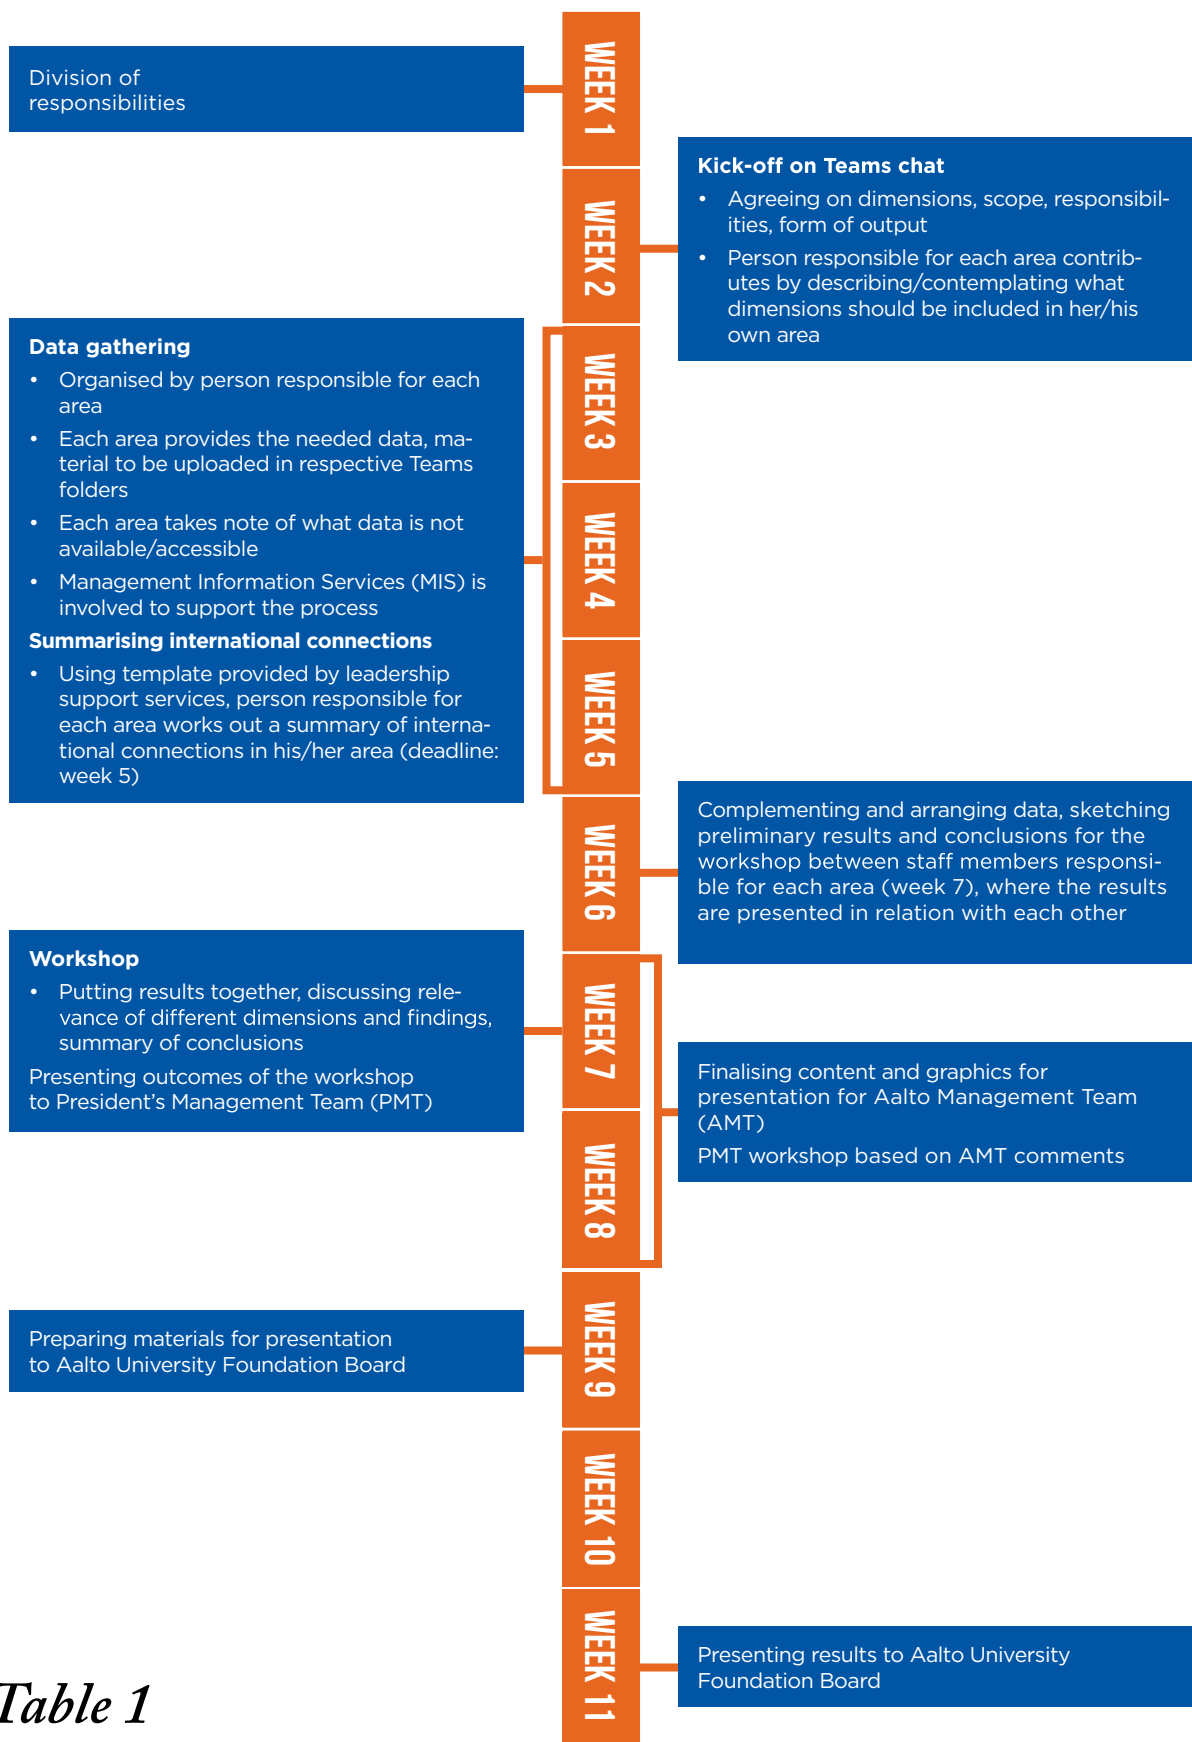 WEEK 1
Division of
responsibilities
WEEK 2
Kick-off on Teams chat
• Agreeing on dimensions, scope, responsibil-
ities, form of output
• Person responsible for each area contrib-
utes by describing/contemplating what
dimensions should be included in her/his
own area
WEEK 3
WEEK 4
WEEK 5
Data gathering
• Organised by person responsible for each
area
• Each area provides the needed data, ma-
terial to be uploaded in respective Teams
folders
• Each area takes note of what data is not
available/accessible
• Management Information Services (MIS) is
involved to support the process
Summarising international connections
• Using template provided by leadership
support services, person responsible for
each area works out a summary of interna-
tional connections in his/her area (deadline:
week 5)
WEEK 6
Complementing and arranging data, sketching
preliminary results and conclusions for the
workshop between staff members responsi-
ble for each area (week 7), where the results
are presented in relation with each other
WEEK 7
Workshop
• Putting results together, discussing rele-
vance of different dimensions and findings,
summary of conclusions
Presenting outcomes of the workshop
to President's Management Team (PMT)
WEEK 8
Finalising content and graphics for
presentation for Aalto Management Team
(AMT)
PMT workshop based on AMT comments
WEEK 9
Preparing materials for presentation
to Aalto University Foundation Board
WEEK 10
WEEK 11
Presenting results to Aalto University
Foundation Board
Table 1